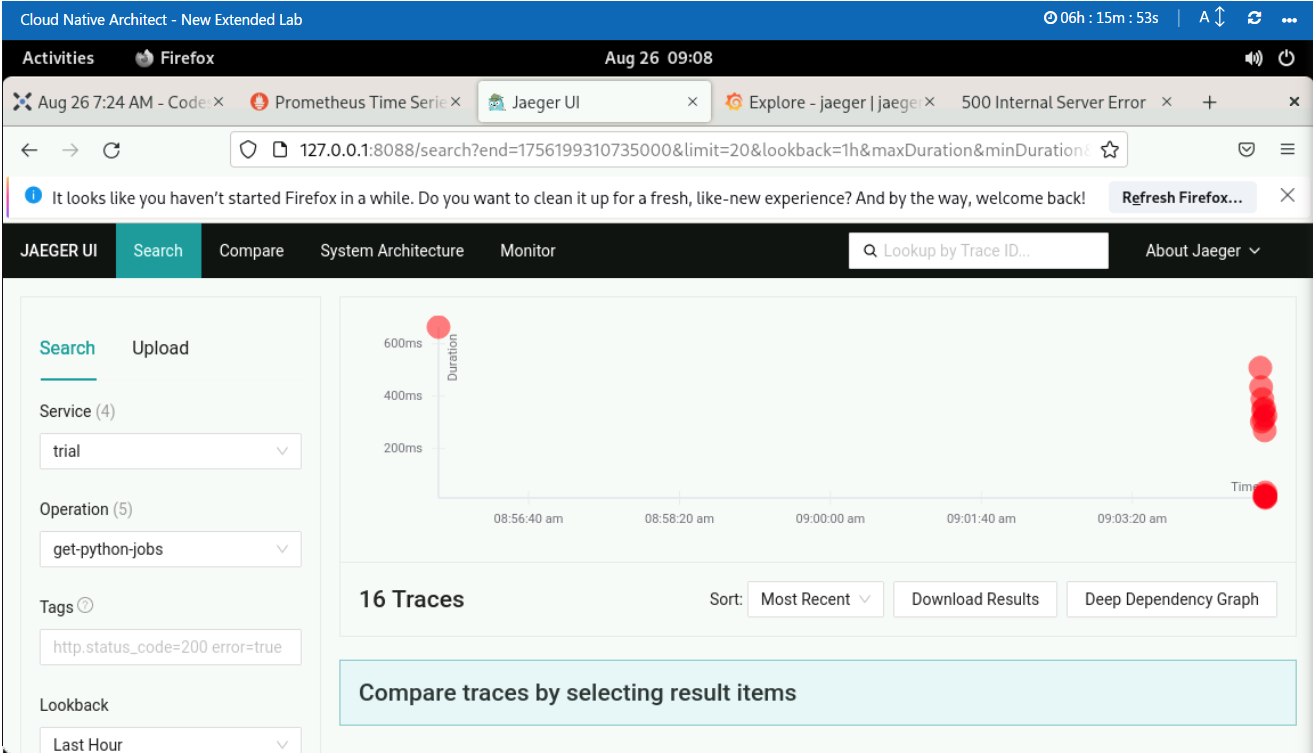 Cloud Native Architect - New Extended Lab
06h : 15m : 53s
A
Activities
Firefox
Aug 26 09:08
Aug 26 7:24 AM - Codes
Prometheus Time Serie
Jaeger UI
Explore - jaeger | jaeger
500 Internal Server Error
127.0.0.1:8088/search?end=1756199310735000&limit=20&lookback=1h&maxDuration&minDuration&
It looks like you haven't started Firefox in a while. Do you want to clean it up for a fresh, like-new experience? And by the way, welcome back!
Refresh Firefox...
JAEGER UI
Search
Compare
System Architecture
Monitor
Lookup by Trace ID...
About Jaeger
Search
Upload
Service (4)
trial
Operation (5)
get-python-jobs
Tags
http.status_code=200 error=true
Lookback
Last Hour
Duration
600ms
400ms
200ms
Time
08:56:40 am
08:58:20 am
09:00:00 am
09:01:40 am
09:03:20 am
16 Traces
Sort:
Most Recent
Download Results
Deep Dependency Graph
Compare traces by selecting result items